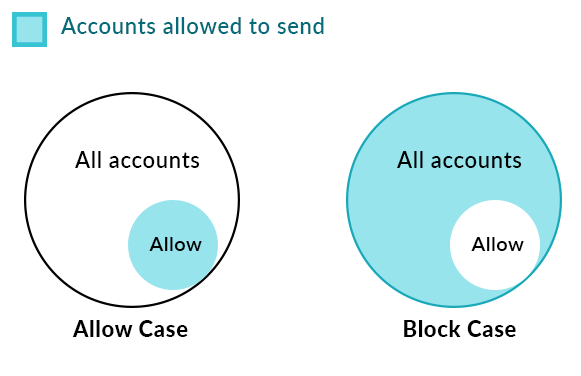 Accounts allowed to send
All accounts
All accounts
Allow
Allow
Allow Case
Block Case